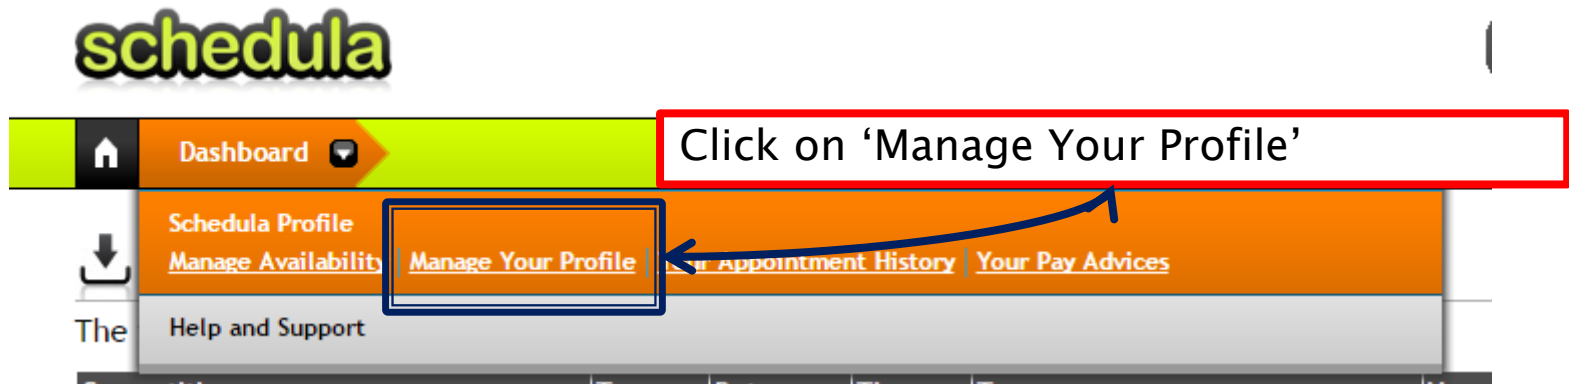 schedula
Dashboard
Click on ‘Manage Your Profile’
Schedula Profile
Manage Availability | Manage Your Profile | Your Appointment History | Your Pay Advices
Help and Support
The